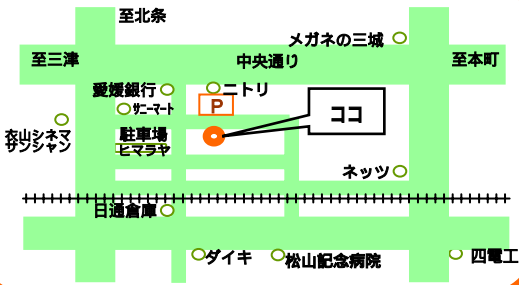 至北条
メガネの三城
至三津
中央通り
至本町
愛媛銀行
ニトリ
サニーマート
P
ココ
衣山シネマ
サンシャン
駐車場
ヒマラヤ
ネッツ
日通倉庫
ダイキ
松山記念病院
四電工